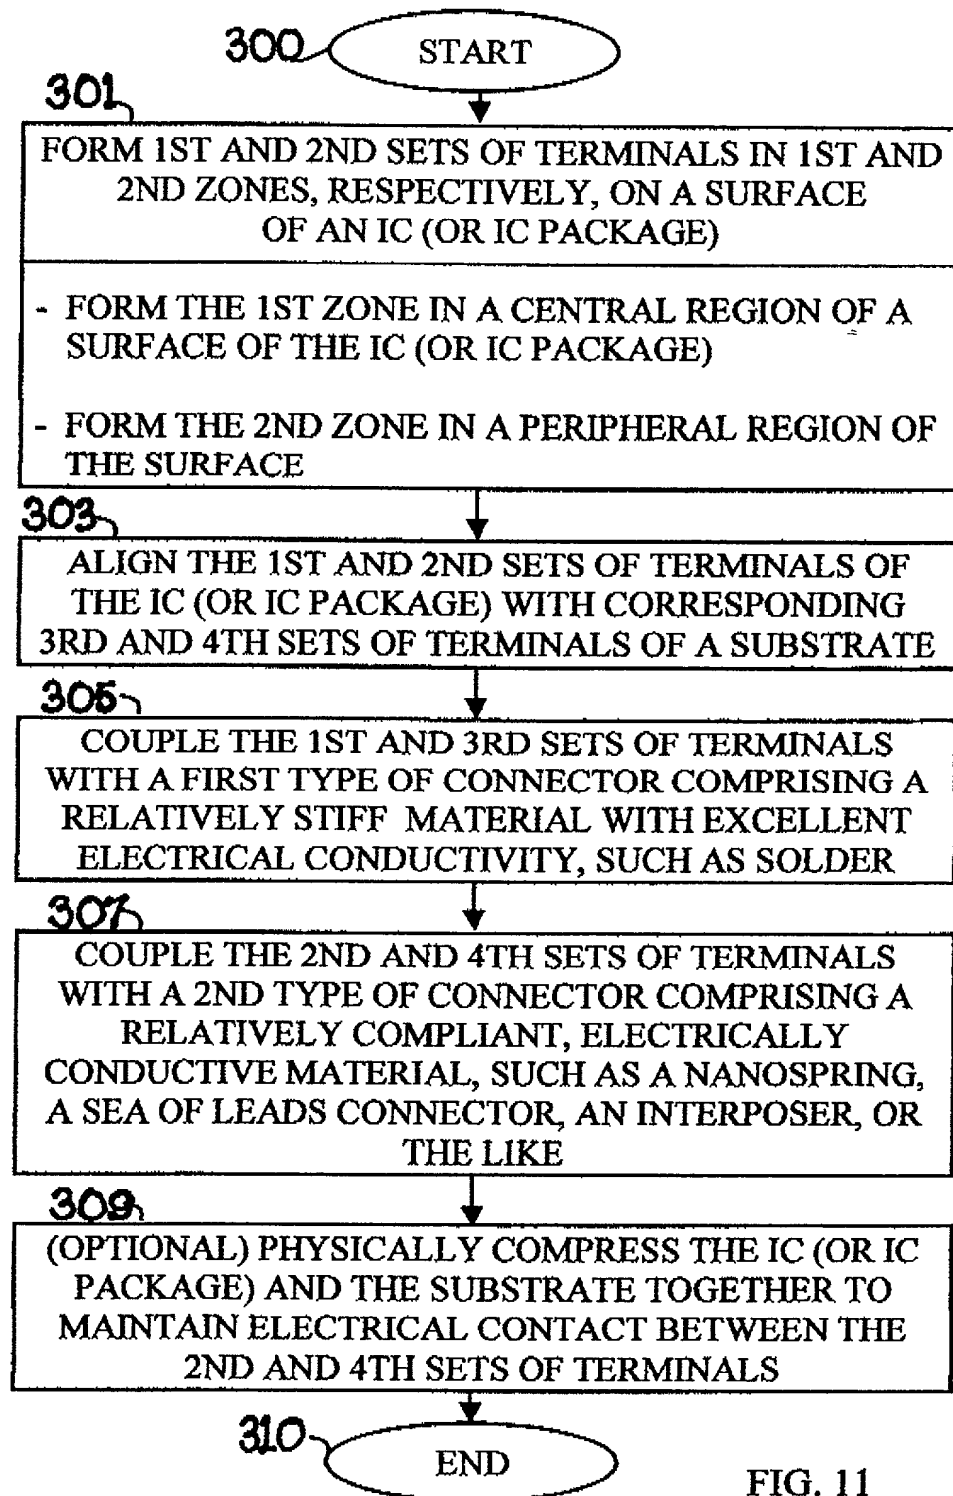 300 START
301
FORM 1ST AND 2ND SETS OF TERMINALS IN 1ST AND
2ND ZONES, RESPECTIVELY, ON A SURFACE
OF AN IC (OR IC PACKAGE)
- FORM THE 1ST ZONE IN A CENTRAL REGION OF A
SURFACE OF THE IC (OR IC PACKAGE)
- FORM THE 2ND ZONE IN A PERIPHERAL REGION OF
THE SURFACE
303
ALIGN THE 1ST AND 2ND SETS OF TERMINALS OF
THE IC (OR IC PACKAGE) WITH CORRESPONDING
3RD AND 4TH SETS OF TERMINALS OF A SUBSTRATE
305
COUPLE THE 1ST AND 3RD SETS OF TERMINALS
WITH A FIRST TYPE OF CONNECTOR COMPRISING A
RELATIVELY STIFF MATERIAL WITH EXCELLENT
ELECTRICAL CONDUCTIVITY, SUCH AS SOLDER
307
COUPLE THE 2ND AND 4TH SETS OF TERMINALS
WITH A 2ND TYPE OF CONNECTOR COMPRISING A
RELATIVELY COMPLIANT, ELECTRICALLY
CONDUCTIVE MATERIAL, SUCH AS A NANOSPRING,
A SEA OF LEADS CONNECTOR, AN INTERPOSER, OR
THE LIKE
309
(OPTIONAL) PHYSICALLY COMPRESS THE IC (OR IC
PACKAGE) AND THE SUBSTRATE TOGETHER TO
MAINTAIN ELECTRICAL CONTACT BETWEEN THE
2ND AND 4TH SETS OF TERMINALS
310 END
FIG. 11